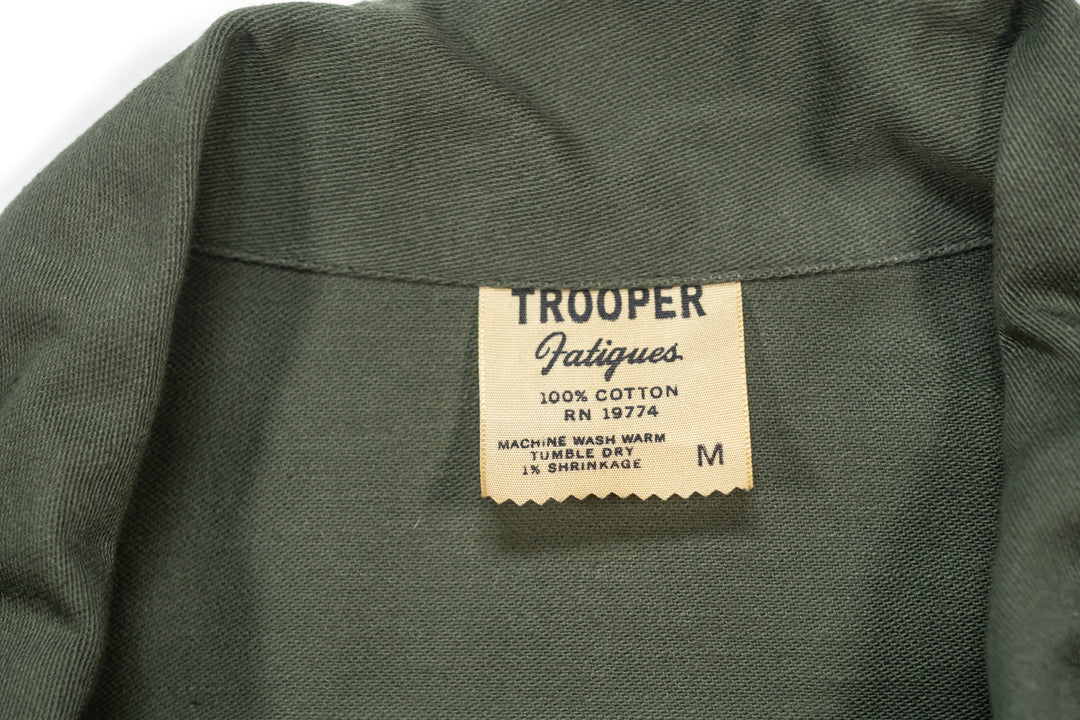 TROOPER
Fatigues
100% COTTON
RN 19774
MACHINE WASH WARM
TUMBLE DRY
1% SHRINKAGE
M